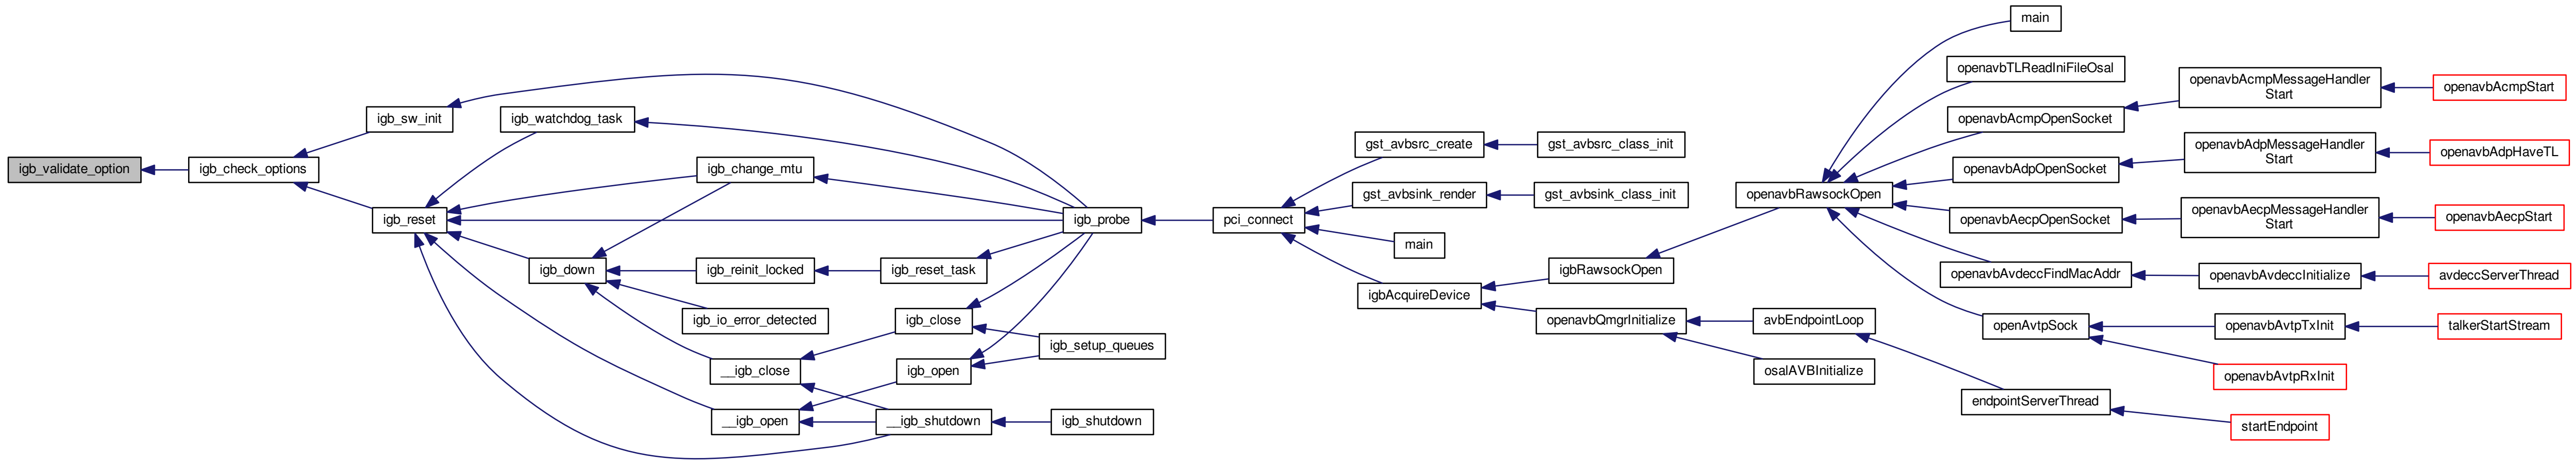 igb_validate_option
igb_check_options
igb_sw_init
igb_reset
igb_watchdog_task
igb_change_mtu
igb_down
igb_reinit_locked
igb_reset_task
igb_io_error_detected
igb_close
igb_setup_queues
__igb_close
igb_open
__igb_open
__igb_shutdown
igb_shutdown
igb_probe
pci_connect
gst_avbsrc_create
gst_avbsrc_class_init
gst_avbsink_render
gst_avbsink_class_init
main
igbAcquireDevice
igbRawsockOpen
openavbQmgrInitialize
avbEndpointLoop
osalAVBInitialize
endpointServerThread
startEndpoint
openavbRawsockOpen
main
openavbTLReadIniFileOsal
openavbAcmpOpenSocket
openavbAcmpMessageHandler
Start
openavbAcmpStart
openavbAdpOpenSocket
openavbAdpMessageHandler
Start
openavbAdpHaveTL
openavbAecpOpenSocket
openavbAecpMessageHandler
Start
openavbAecpStart
openavbAvdeccFindMacAddr
openavbAvdeccInitialize
avdeccServerThread
openAvtpSock
openavbAvtpTxInit
talkerStartStream
openavbAvtpRxInit